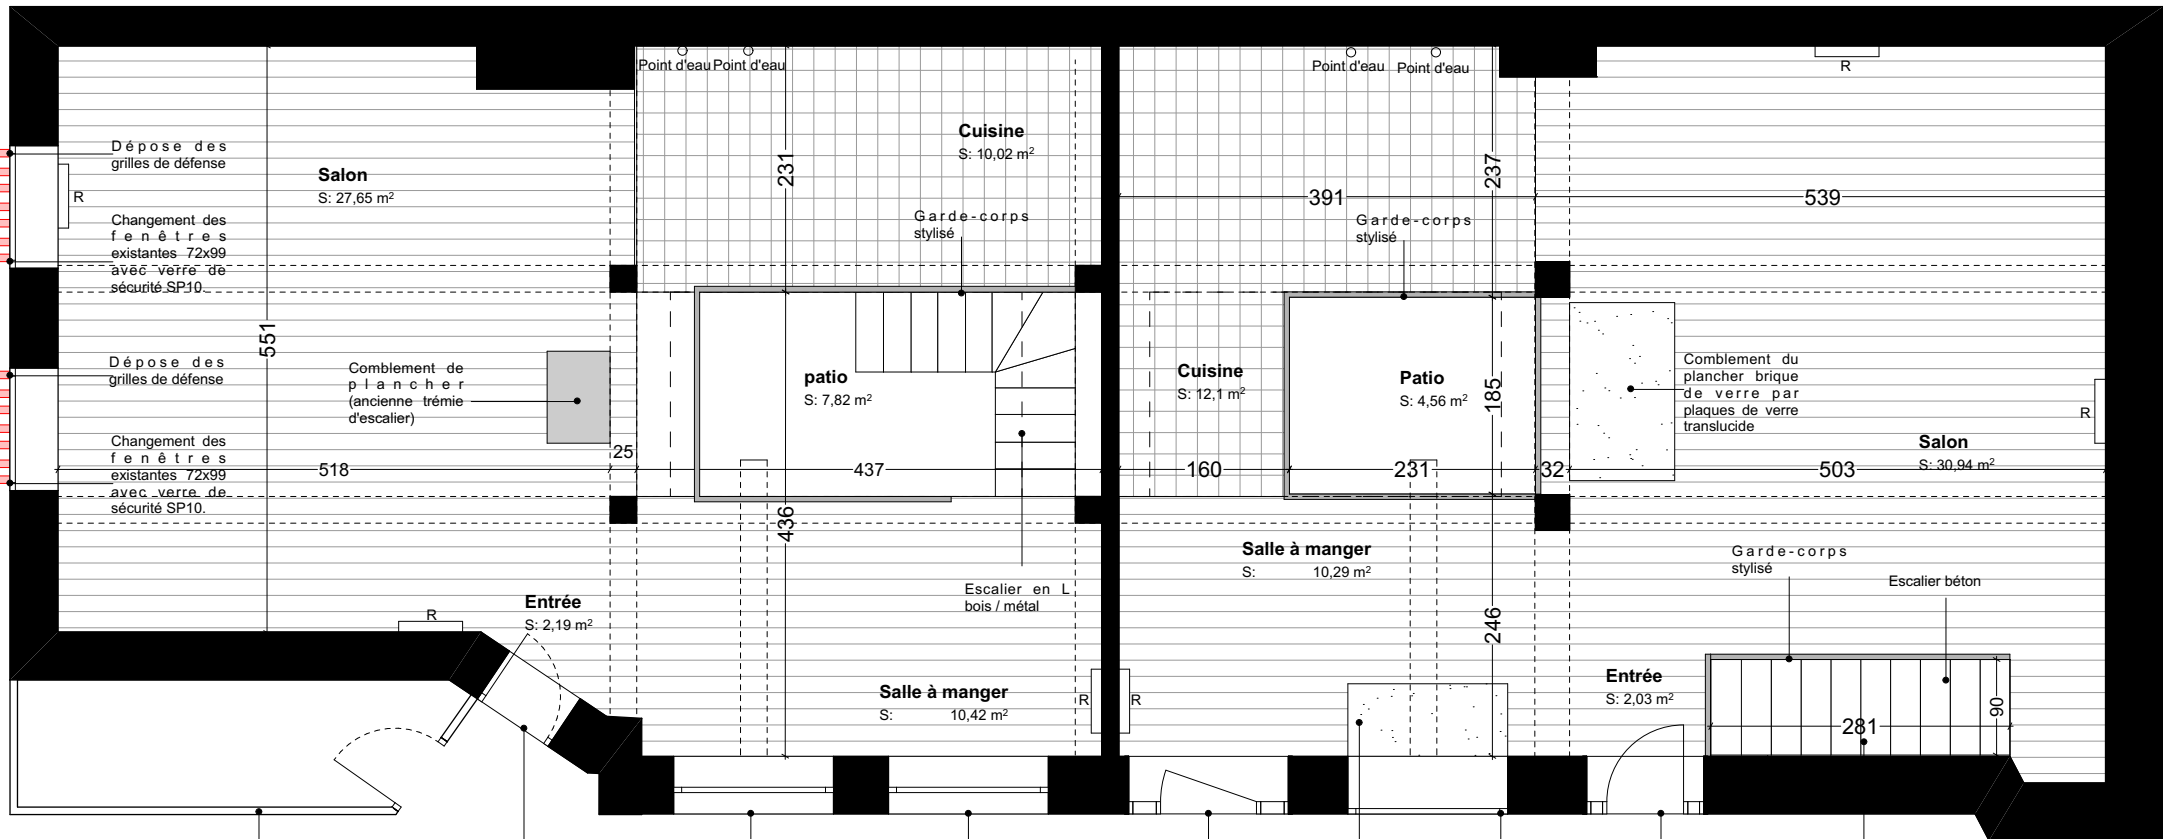 Point d'eau
Point d'eau
Dépose des
grilles de défense
Salon
S: 27,65 m²
R
Changement des
fenêtres
existantes 72x99
avec verre de
sécurité SP10.
551
Dépose des
grilles de défense
Comblement de
plancher
(ancienne trémie
d'escalier)
Changement des
fenêtres
existantes 72x99
avec verre de
sécurité SP10.
518
25
437
231
Cuisine
S: 10,02 m²
Garde-corps
stylisé
patio
S: 7,82 m²
436
Escalier en L
bois / métal
Entrée
S: 2,19 m²
R
Salle à manger
S: 10,42 m²
R
R
Point d'eau
Point d'eau
R
237
391
539
Garde-corps
stylisé
Cuisine
S: 12,1 m²
Patio
S: 4,56 m²
185
Comblement du
plancher brique
de verre par
plaques de verre
translucide
R
Salon
S: 30,94 m²
160
231
32
503
Salle à manger
S: 10,29 m²
246
Garde-corps
stylisé
Escalier béton
Entrée
S: 2,03 m²
281
90